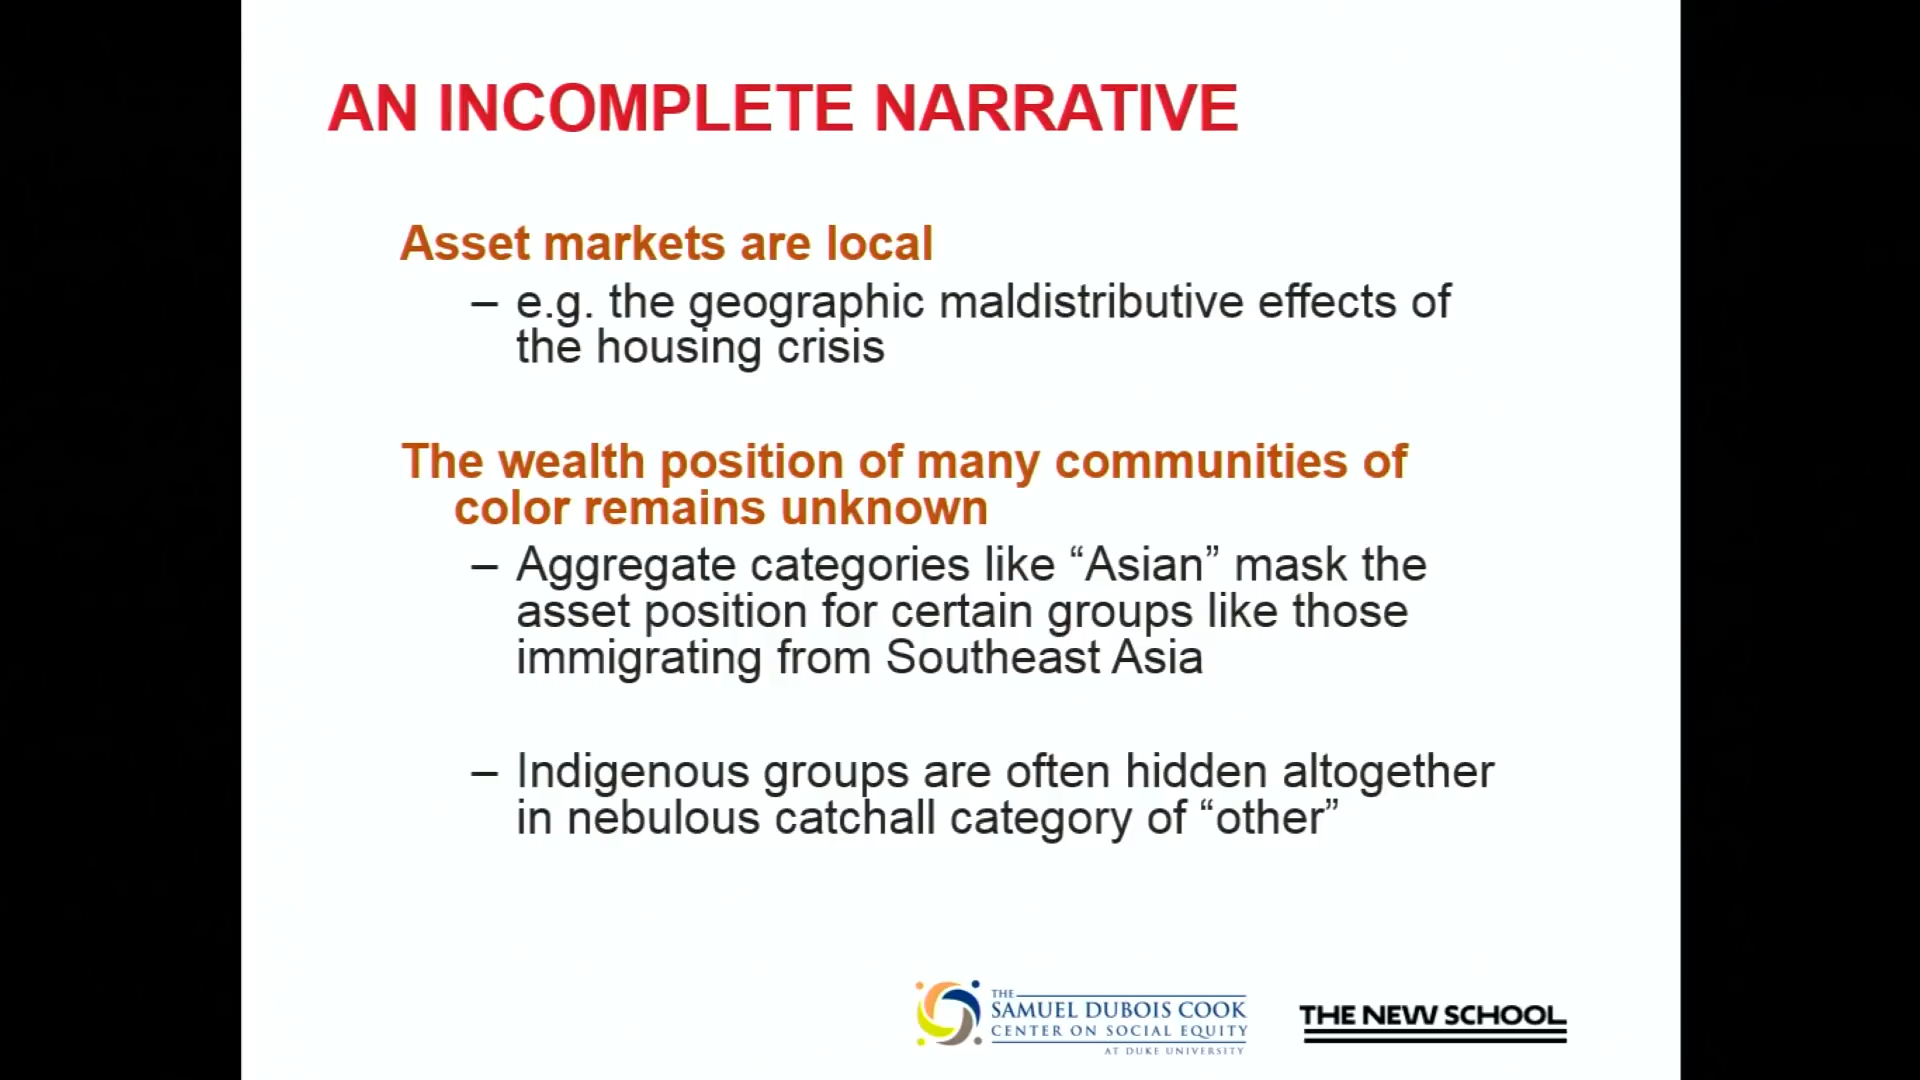 AN INCOMPLETE NARRATIVE
Asset markets are local
– e.g. the geographic maldistributive effects of
the housing crisis
The wealth position of many communities of
color remains unknown
– Aggregate categories like “Asian” mask the
asset position for certain groups like those
immigrating from Southeast Asia
– Indigenous groups are often hidden altogether
in nebulous catchall category of “other”
THE
SAMUEL DUBOIS COOK
CENTER ON SOCIAL EQUITY
AT DUKE UNIVERSITY
THE NEW SCHOOL